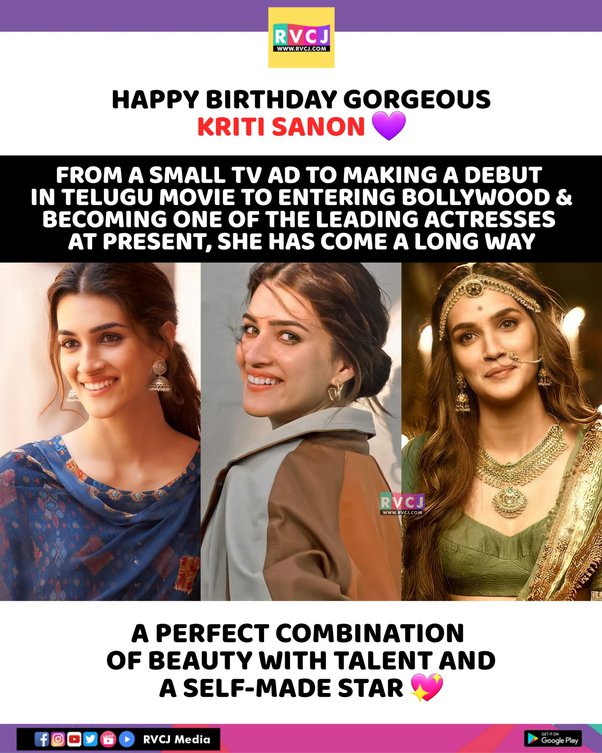 RVCJ
WWW.RVCJ.COM
HAPPY BIRTHDAY GORGEOUS
KRITI SANON 💜
FROM A SMALL TV AD TO MAKING A DEBUT
IN TELUGU MOVIE TO ENTERING BOLLYWOOD &
BECOMING ONE OF THE LEADING ACTRESSES
AT PRESENT, SHE HAS COME A LONG WAY
RVCJ
WWW.RVCJ.COM
A PERFECT COMBINATION
OF BEAUTY WITH TALENT AND
A SELF-MADE STAR 💖
RVCJ Media
GET IT ON
Google Play